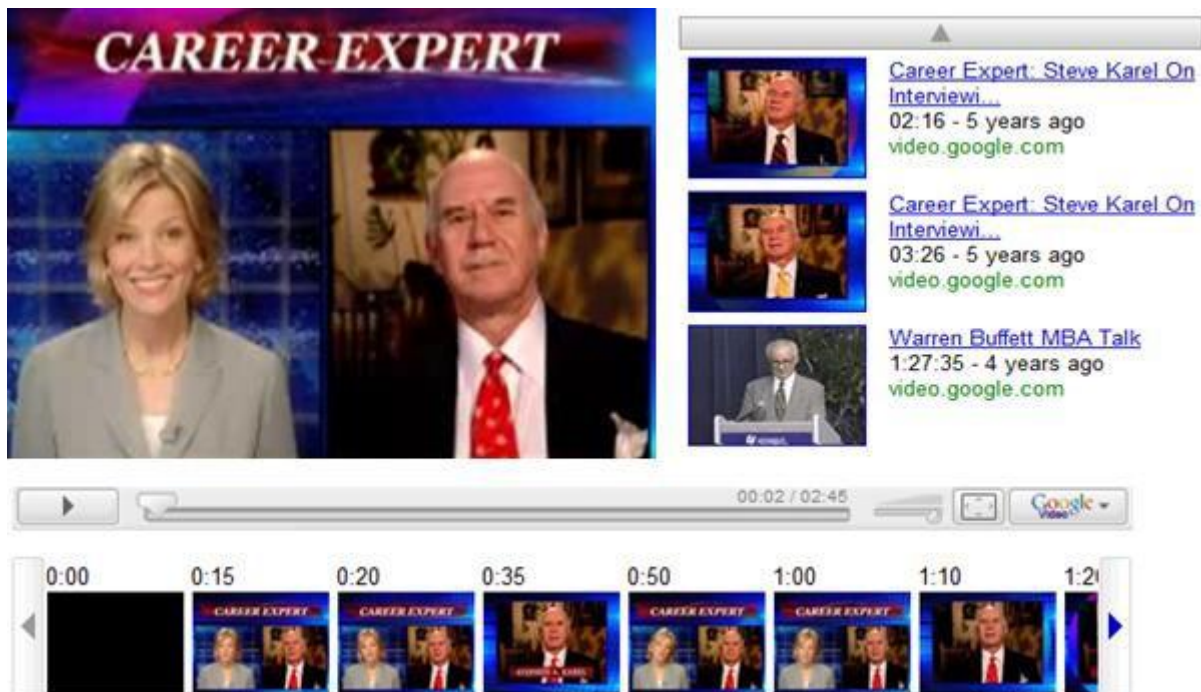 CAREER EXPERT
Career Expert: Steve Karel On
Interviewi...
02:16 - 5 years ago
video.google.com
Career Expert: Steve Karel On
Interviewi...
03:26 - 5 years ago
video.google.com
Warren Buffett MBA Talk
1:27:35 - 4 years ago
video.google.com
00:02 / 02:45
Google
Video
0:00 0:15 0:20 0:35 0:50 1:00 1:10
CAREER EXPERT CAREER EXPERT CAREER EXPERT CAREER EXPERT
STEPHEN A. KAREL